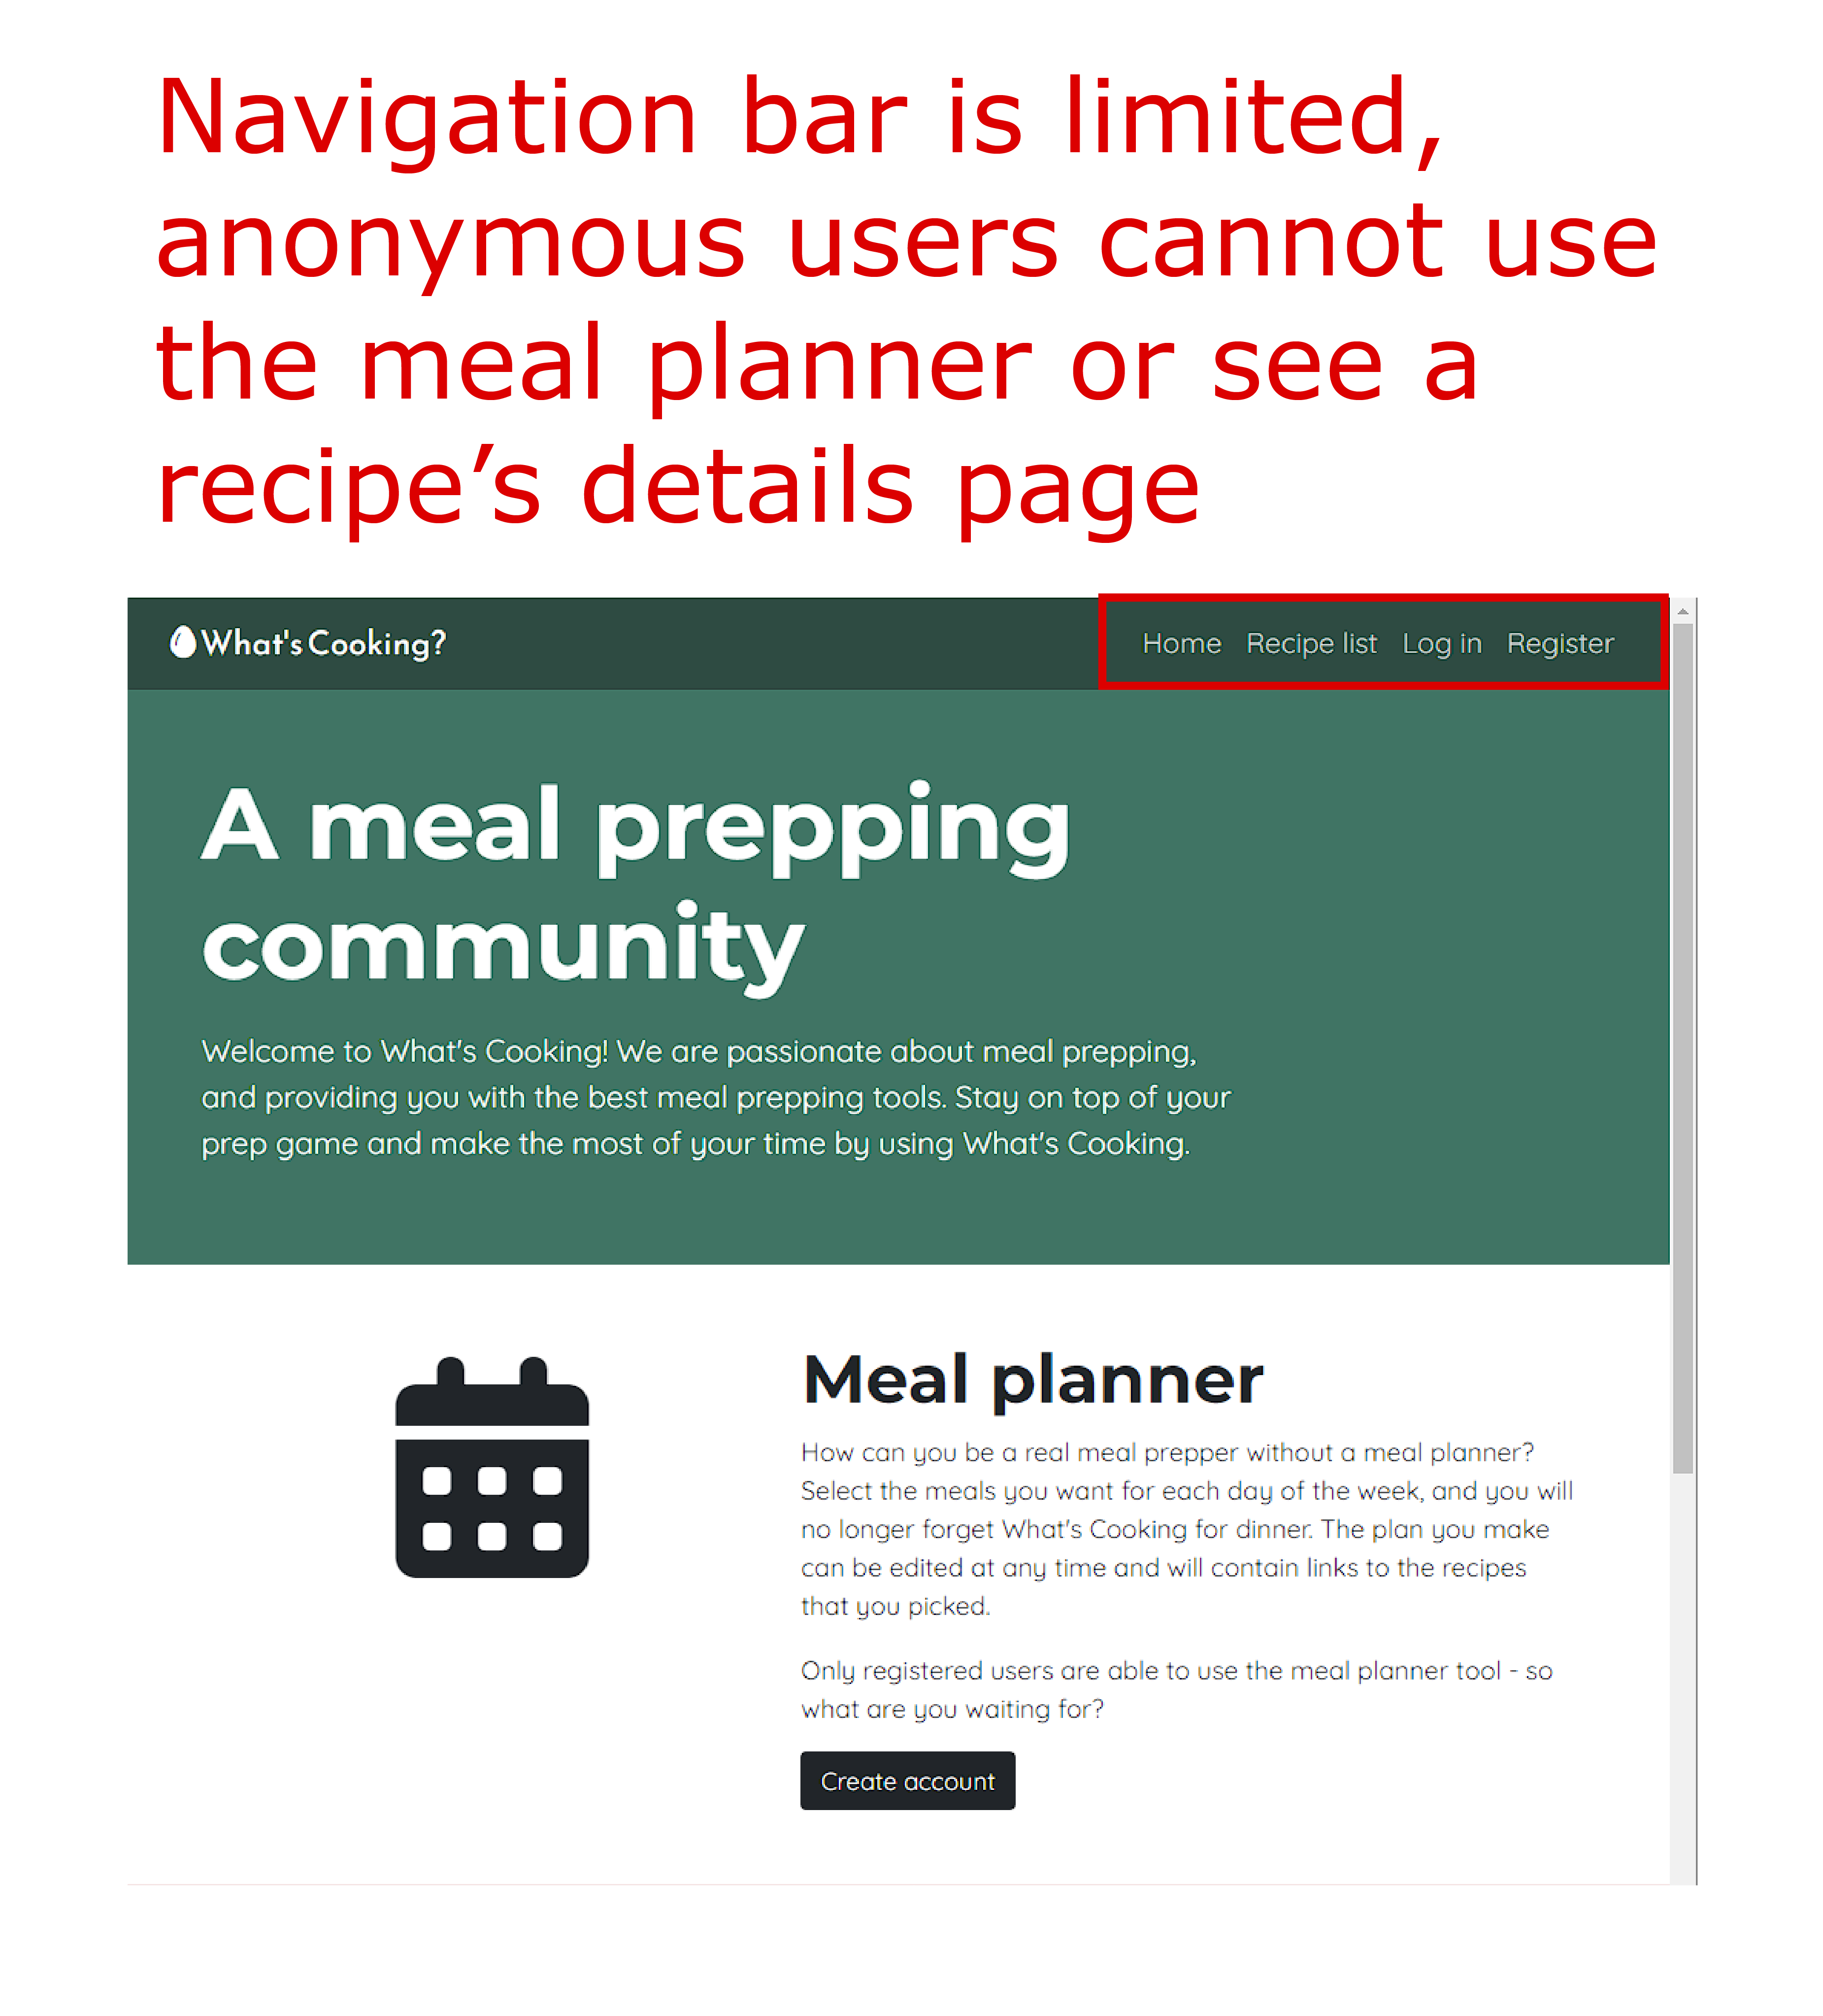 Navigation bar is limited,
anonymous users cannot use
the meal planner or see a
recipe’s details page
What's Cooking?
Home Recipe list Log in Register
A meal prepping
community
Welcome to What's Cooking! We are passionate about meal prepping,
and providing you with the best meal prepping tools. Stay on top of your
prep game and make the most of your time by using What's Cooking.
Meal planner
How can you be a real meal prepper without a meal planner?
Select the meals you want for each day of the week, and you will
no longer forget What's Cooking for dinner. The plan you make
can be edited at any time and will contain links to the recipes
that you picked.
Only registered users are able to use the meal planner tool - so
what are you waiting for?
Create account